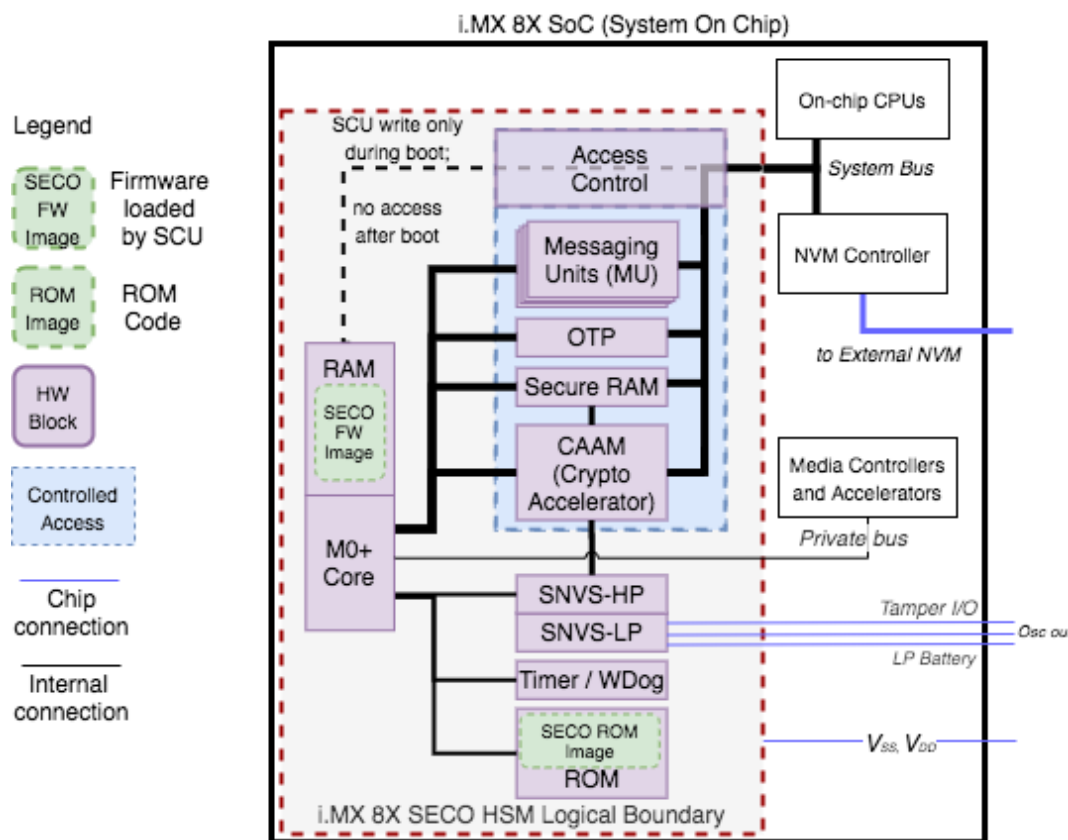 i.MX 8X SoC (System On Chip)
Legend
SECO
FW
Image
Firmware
loaded
by SCU
ROM
Image
ROM
Code
HW
Block
Controlled
Access
Chip
connection
Internal
connection
SCU write only
during boot;
no access
after boot
Access
Control
Messaging
Units (MU)
OTP
Secure RAM
CAAM
(Crypto
Accelerator)
RAM
SECO
FW
Image
M0+
Core
SNVS-HP
SNVS-LP
Timer / WDog
SECO ROM
Image
ROM
i.MX 8X SECO HSM Logical Boundary
On-chip CPUs
System Bus
NVM Controller
to External NVM
Media Controllers
and Accelerators
Private bus
Tamper I/O
Osc ou
LP Battery
VSS, VDD